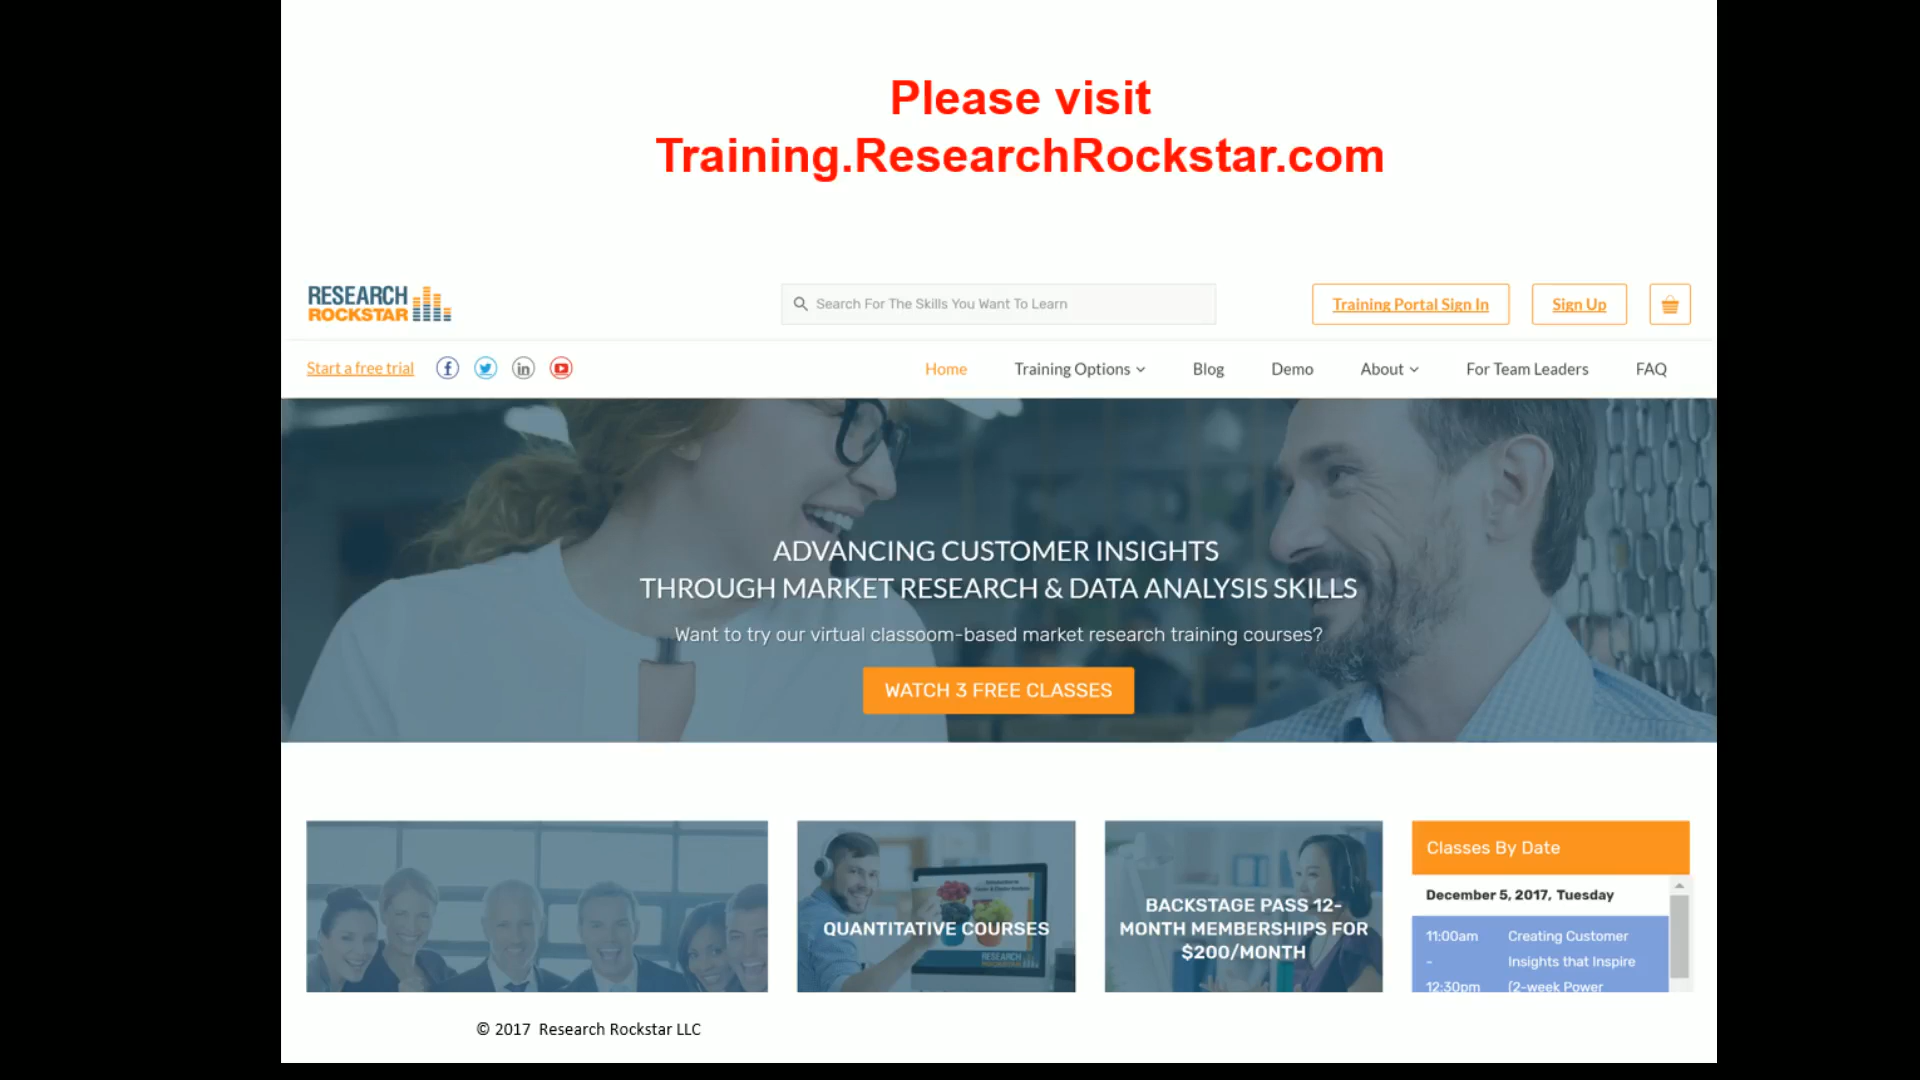 Please visit
Training.ResearchRockstar.com
RESEARCH
ROCKSTAR
Search For The Skills You Want To Learn
Training Portal Sign In
Sign Up
Start a free trial
Home
Training Options
Blog
Demo
About
For Team Leaders
FAQ
ADVANCING CUSTOMER INSIGHTS
THROUGH MARKET RESEARCH & DATA ANALYSIS SKILLS
Want to try our virtual classoom-based market research training courses?
WATCH 3 FREE CLASSES
QUANTITATIVE COURSES
RESEARCH
BACKSTAGE PASS 12-
MONTH MEMBERSHIPS FOR
$200/MONTH
Classes By Date
December 5, 2017, Tuesday
11:00am Creating Customer
- Insights that Inspire
12:30pm (2-week Power
© 2017 Research Rockstar LLC